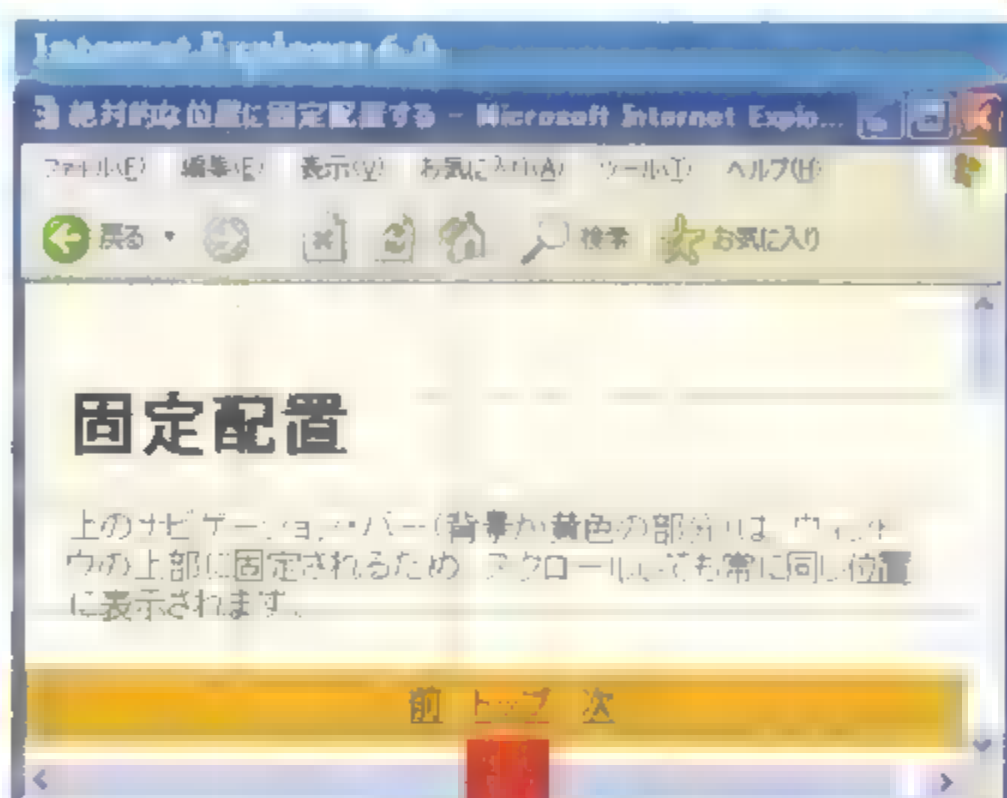 Internet Explorer 6.0
絶対的な位置に固定配置する - Microsoft Internet Explo...
ファイル(F) 編集(E) 表示(V) お気に入り(A) ツール(T) ヘルプ(H)
戻る 検索 お気に入り
固定配置
上のナビゲーション・バー(背景が黄色の部分)は、ウィンド
ウの上部に固定されるため、スクロールしても常に同じ位置
に表示されます。
前 トップ 次